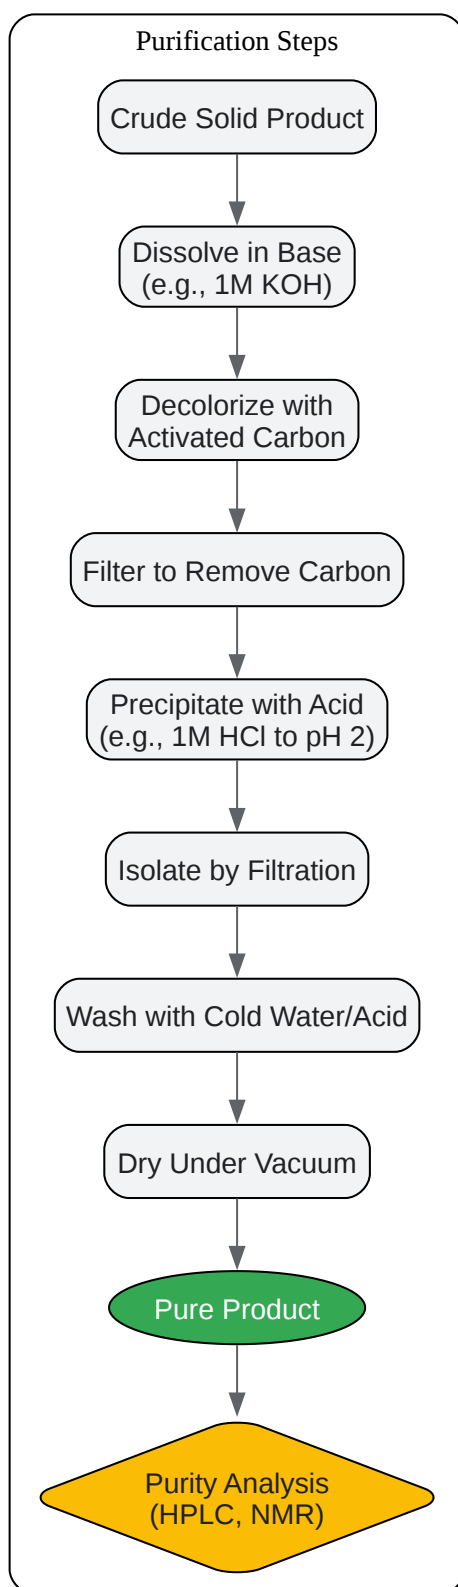 Purification Steps
Crude Solid Product
Dissolve in Base
(e.g., 1M KOH)
Decolorize with
Activated Carbon
Filter to Remove Carbon
Precipitate with Acid
(e.g., 1M HCl to pH 2)
Isolate by Filtration
Wash with Cold Water/Acid
Dry Under Vacuum
Pure Product
Purity Analysis
(HPLC, NMR)